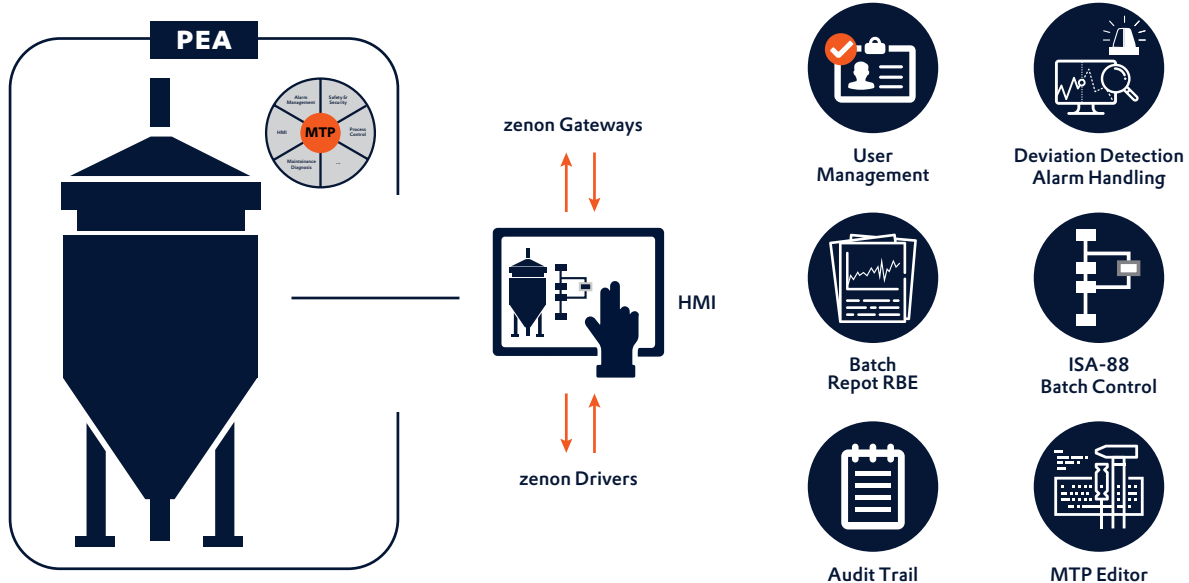 PEA
Alarm
Management
Safety &
Security
HMI
MTP
Process
Control
Maintainance
Diagnosis
...
zenon Gateways
HMI
zenon Drivers
User
Management
Deviation Detection
Alarm Handling
Batch
Repot RBE
ISA-88
Batch Control
Audit Trail
MTP Editor